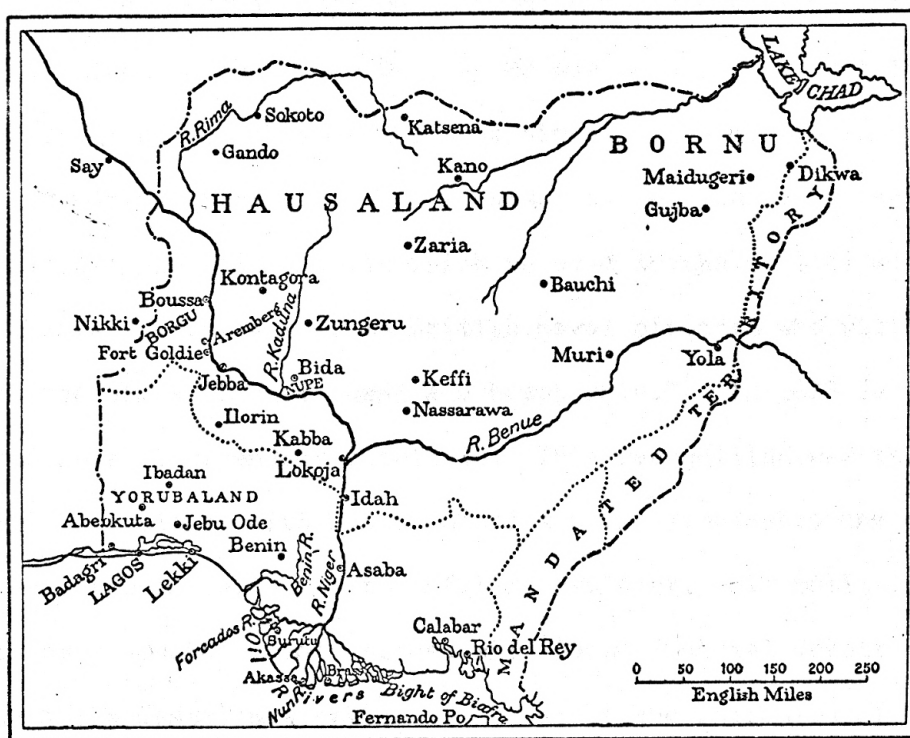 LAKE CHAD
R. Rima
Sokoto
Katsena
BORNU
Gando
Say
Kano
Maidugeri
Dikwa
HAUSALAND
Gujba
Zaria
MANDATED TERRITORY
Kontagora
Bauchi
Boussa
BORGU
Aremberg
R. Kadilna
Nikki
Zungeru
Fort Goldie
Muri
Yola
Jebba
Bida
NUPE
Keffi
Ilorin
Nassarawa
R. Benue
Kabba
Lokoja
Ibadan
YORUBALAND
Idah
Abeokuta
Jebu Ode
Benin
Benin R.
R. Niger
Asaba
Badagri
LAGOS
Lekki
Forcados R.
Burutu
Calabar
Rio del Rey
Oil
Rivers
Akassa
Nun R.
Bight of Biafra
Fernando Po
0 50 100 150 200 250
English Miles